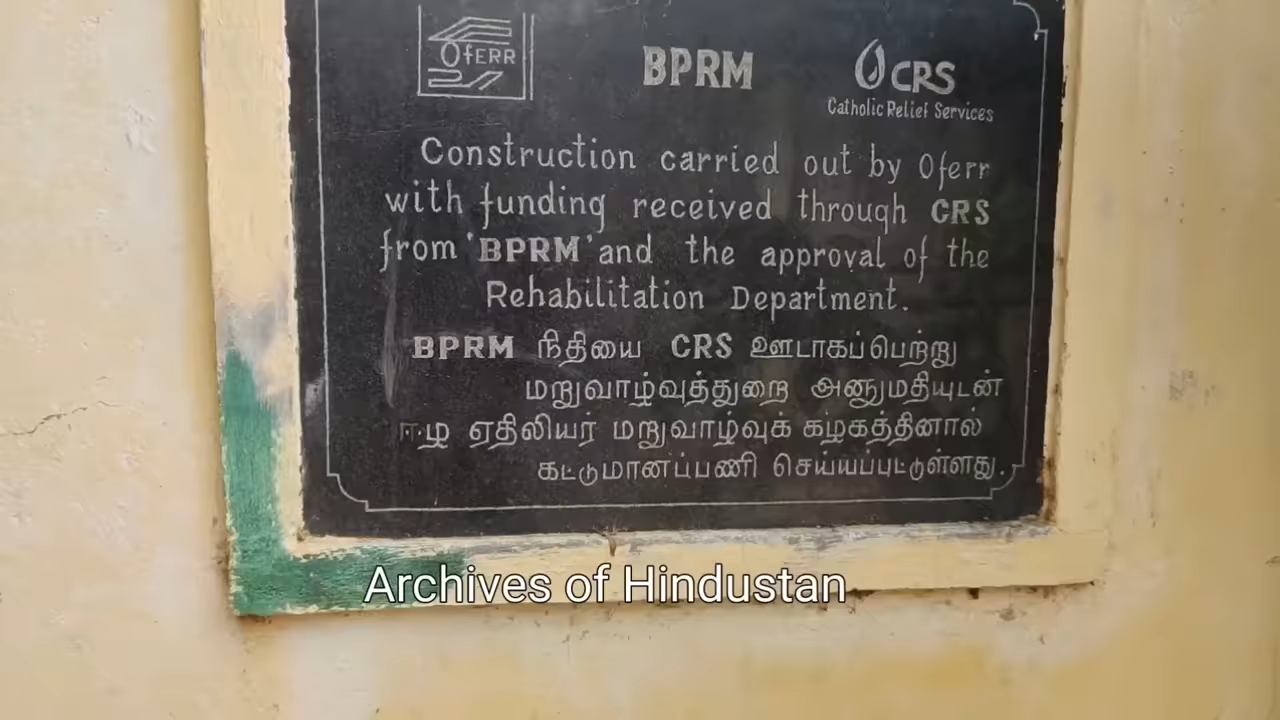 OfERR
BPRM
CRS
Catholic Relief Services
Construction carried out by Oferr
with funding received through CRS
from 'BPRM' and the approval of the
Rehabilitation Department.
BPRM நிதியை CRS ஊடாகப்பெற்று
மறுவாழ்வுத்துறை அனுமதியுடன்
ஈழ ஏதிலியர் மறுவாழ்வுக் கழகத்தினால்
கட்டுமானப்பணி செய்யப்பட்டுள்ளது.
Archives of Hindustan